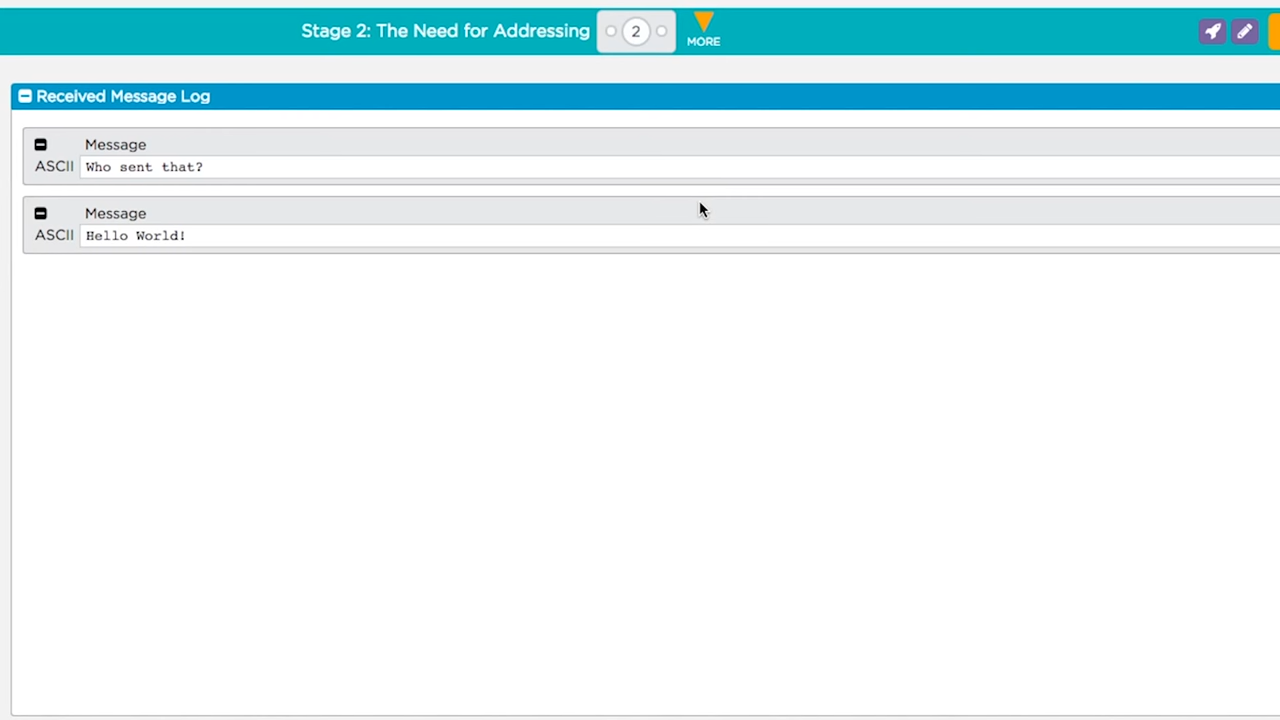 Stage 2: The Need for Addressing 2
MORE
Received Message Log
Message
ASCII Who sent that?
Message
ASCII Hello World!